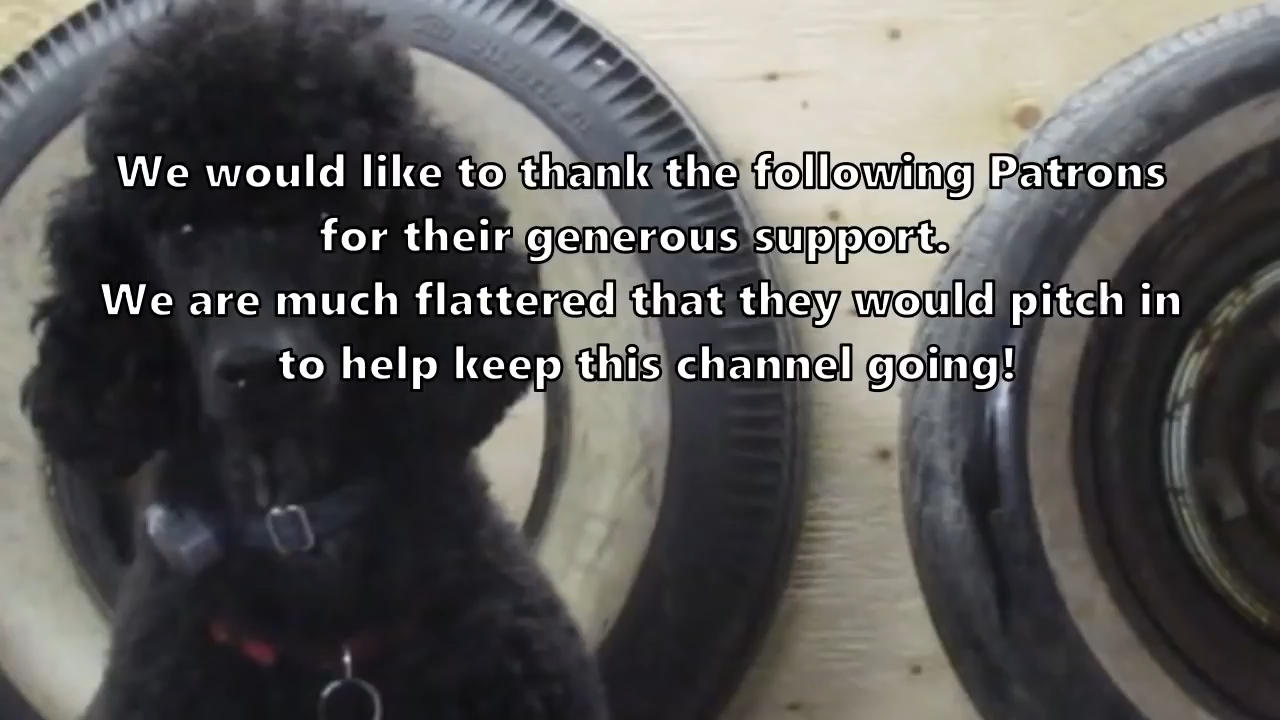 We would like to thank the following Patrons
for their generous support.
We are much flattered that they would pitch in
to help keep this channel going!